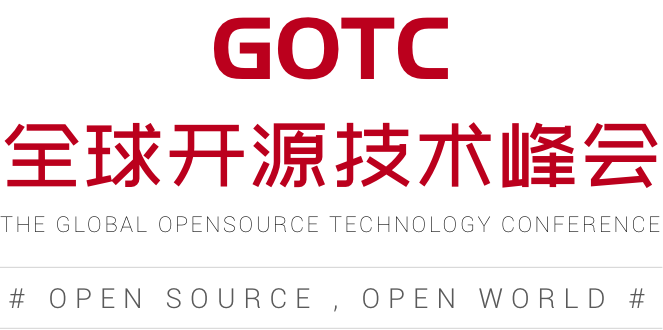 GOTC
全球开源技术峰会
THE GLOBAL OPENSOURCE TECHNOLOGY CONFERENCE
# OPEN SOURCE , OPEN WORLD #